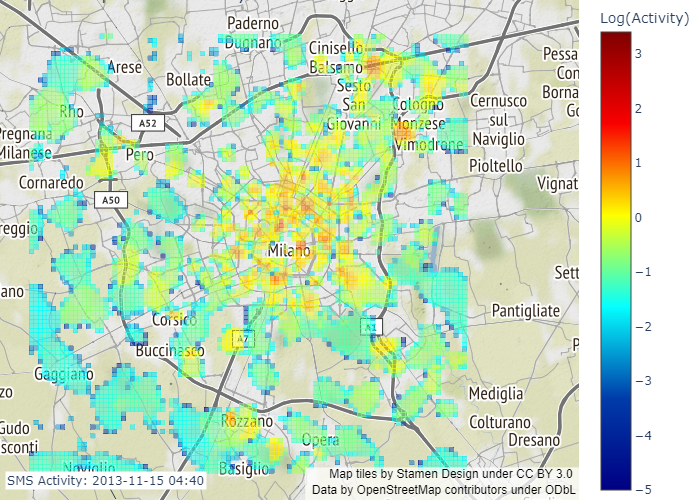 Paderno
Dugnano
Cinisello
Balsamo
Arese
Bollate
Sesto
San
Giovanni
Cologno
Monzese
Cernusco
sul
Naviglio
Pessa
Con
Borna
Go
Rho
A52
Pregnana
Milanese
Pero
Vimodrone
Pioltello
Cornaredo
Vignat
A50
reggio
Milano
Sett
ano
Pantigliate
Corsico
A7
A1
Buccinasco
P
Gaggiano
zo
Mediglia
Gudo
sconti
Rozzano
Colturano
Dresano
Opera
Noviglio
Basiglio
SMS Activity: 2013-11-15 04:40
Map tiles by Stamen Design under CC BY 3.0
Data by OpenStreetMap contributors under ODbL
Log(Activity)
3
2
1
0
−1
−2
−3
−4
−5